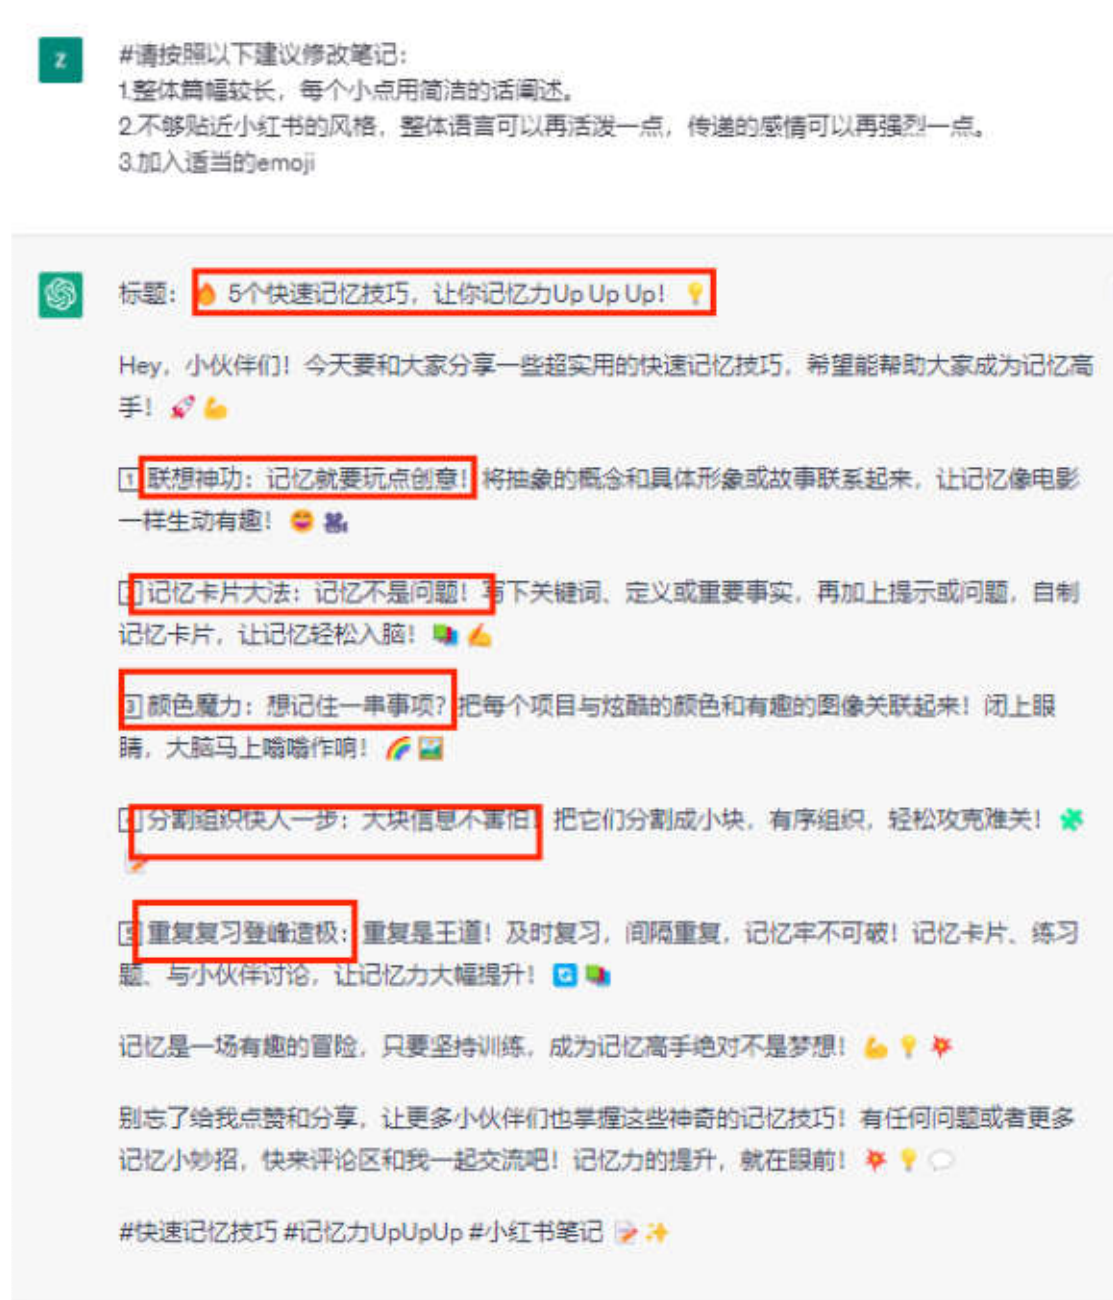 Z
#请按照以下建议修改笔记：
1.整体篇幅较长，每个小点用简洁的话阐述。
2.不够贴近小红书的风格，整体语言可以再活泼一点，传递的感情可以再强烈一点。
3.加入适当的emoji
标题：🔥 5个快速记忆技巧，让你记忆力Up Up Up！💡
Hey，小伙伴们！今天要和大家分享一些超实用的快速记忆技巧，希望能帮助大家成为记忆高
手！🚀💪
1️⃣联想神功：记忆就要玩点创意！将抽象的概念和具体形象或故事联系起来，让记忆像电影
一样生动有趣！😄🎥
2️⃣记忆卡片大法：记忆不是问题！写下关键词、定义或重要事实，再加上提示或问题，自制
记忆卡片，让记忆轻松入脑！📚✍️
3️⃣颜色魔力：想记住一串事项？把每个项目与炫酷的颜色和有趣的图像关联起来！闭上眼
睛，大脑马上嗡嗡作响！🌈🖼️
4️⃣分割组织快人一步：大块信息不害怕！把它们分割成小块，有序组织，轻松攻克难关！🧩
📝
5️⃣重复复习登峰造极：重复是王道！及时复习，间隔重复，记忆牢不可破！记忆卡片、练习
题、与小伙伴讨论，让记忆力大幅提升！🔄📚
记忆是一场有趣的冒险，只要坚持训练，成为记忆高手绝对不是梦想！💪💡💥
别忘了给我点赞和分享，让更多小伙伴们也掌握这些神奇的记忆技巧！有任何问题或者更多
记忆小妙招，快来评论区和我一起交流吧！记忆力的提升，就在眼前！💥💡💭
#快速记忆技巧 #记忆力UpUpUp #小红书笔记 📝✨